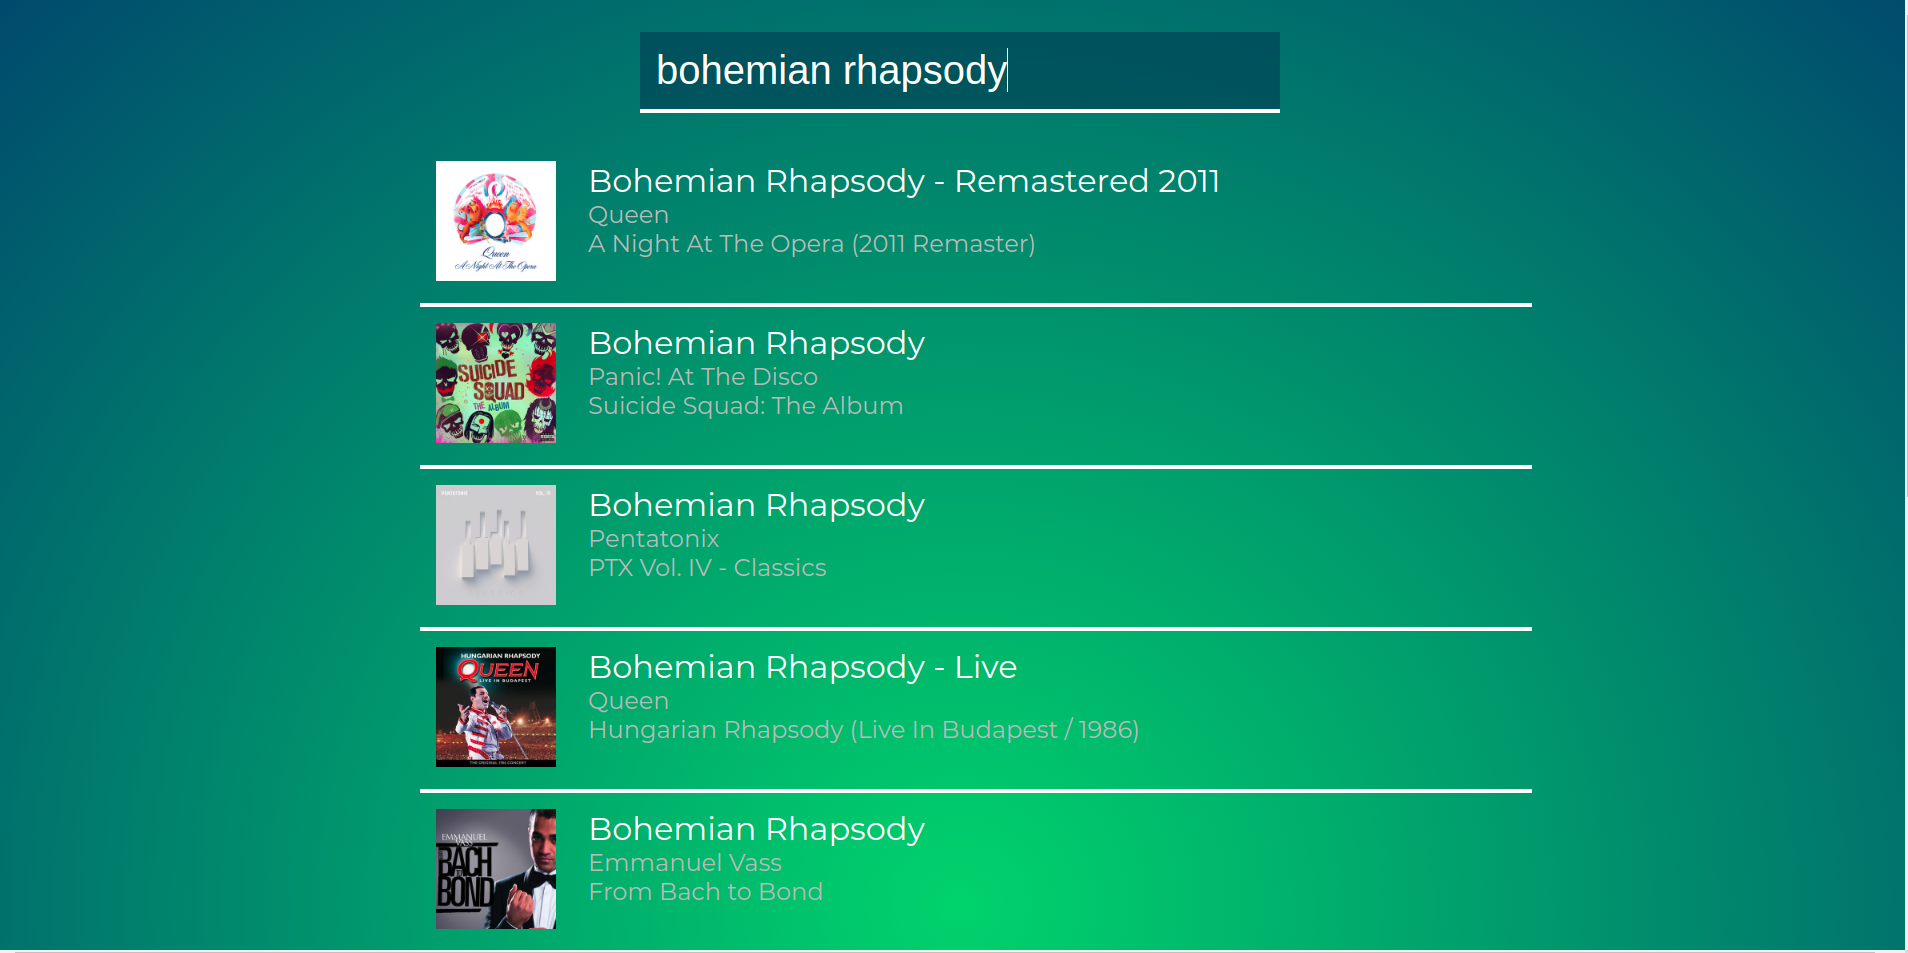 bohemian rhapsody
Bohemian Rhapsody - Remastered 2011
Queen
A Night At The Opera (2011 Remaster)
Queen
A Night At The Opera
Bohemian Rhapsody
Panic! At The Disco
Suicide Squad: The Album
SUICIDE
SQUAD
THE ALBUM
Bohemian Rhapsody
Pentatonix
PTX Vol. IV - Classics
PENTATONIX
VOL. IV
Bohemian Rhapsody - Live
Queen
Hungarian Rhapsody (Live In Budapest / 1986)
HUNGARIAN RHAPSODY
QUEEN
LIVE IN BUDAPEST
Bohemian Rhapsody
Emmanuel Vass
From Bach to Bond
EMMANUEL
VASS
BACH
BOND